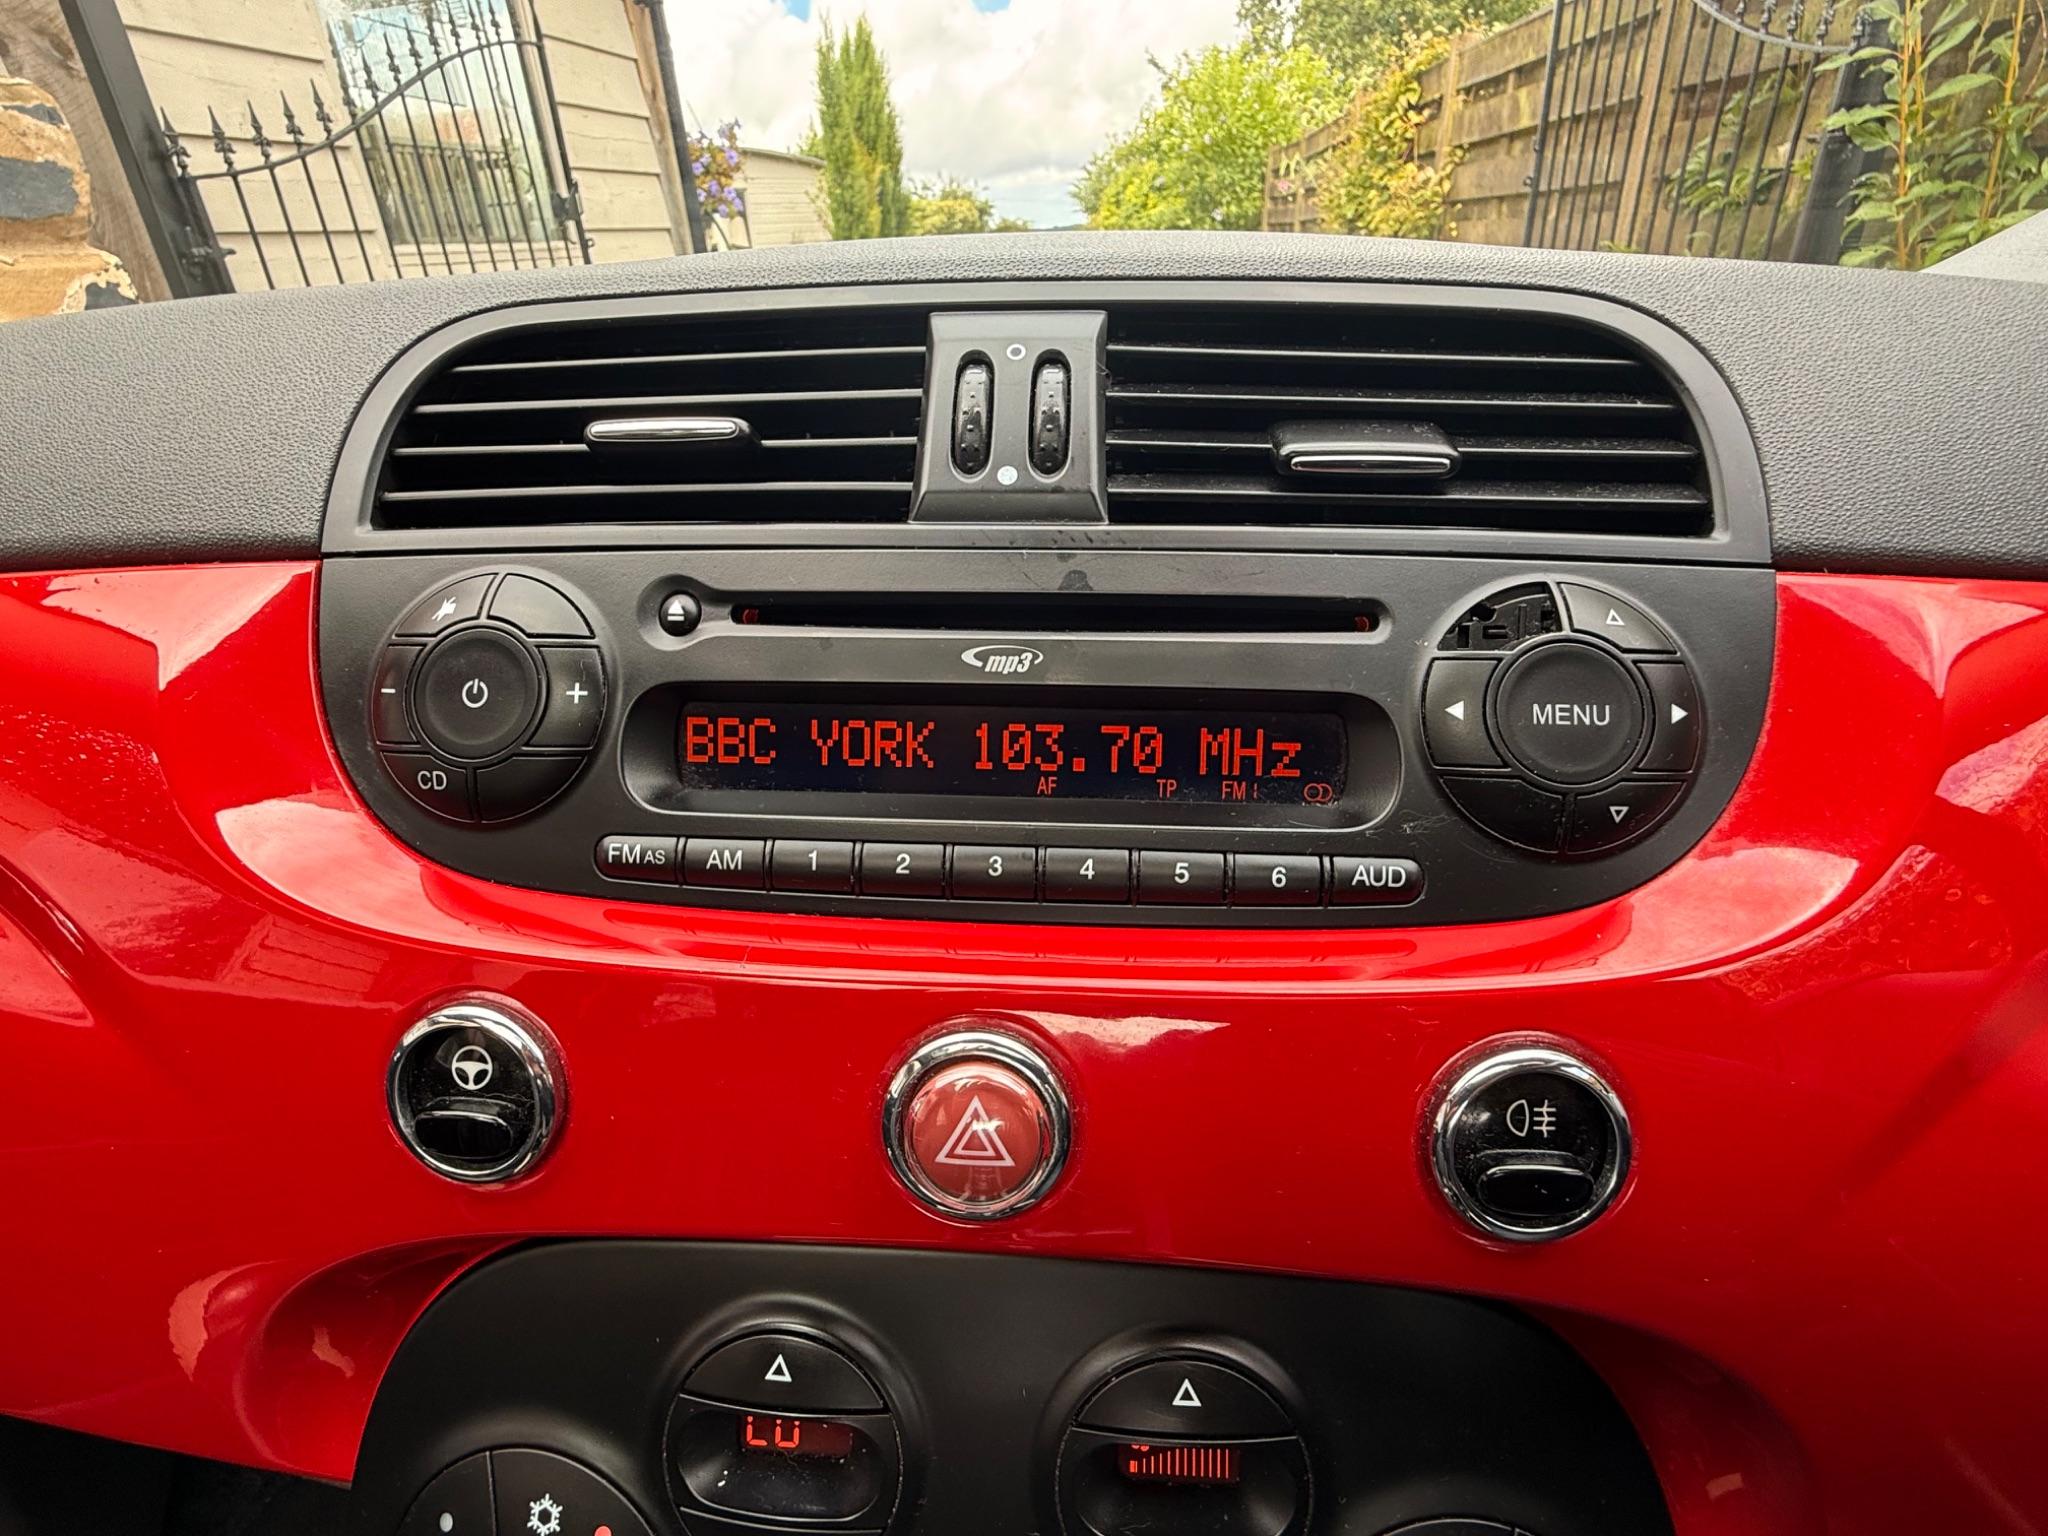 mp3
BBC YORK 103.70 MHz
AF TP FM1
MENU
CD
FM AS AM 1 2 3 4 5 6 AUD
LO